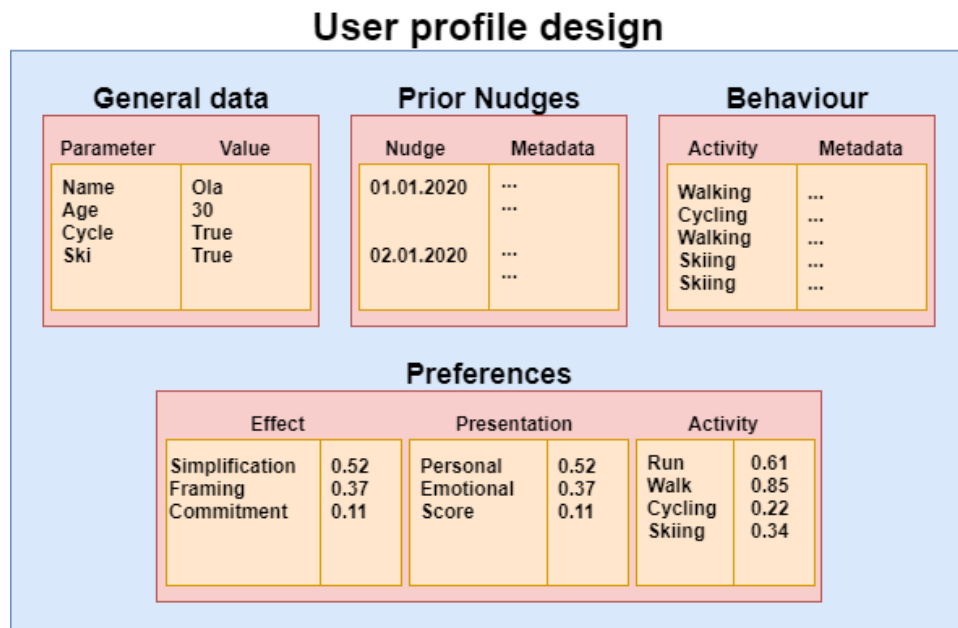 User profile design
General data
Parameter Value
Name Ola
Age 30
Cycle True
Ski True
Prior Nudges
Nudge Metadata
01.01.2020 ...
...
02.01.2020 ...
...
Behaviour
Activity Metadata
Walking ...
Cycling ...
Walking ...
Skiing ...
Skiing ...
Preferences
Effect
Simplification 0.52
Framing 0.37
Commitment 0.11
Presentation
Personal 0.52
Emotional 0.37
Score 0.11
Activity
Run 0.61
Walk 0.85
Cycling 0.22
Skiing 0.34